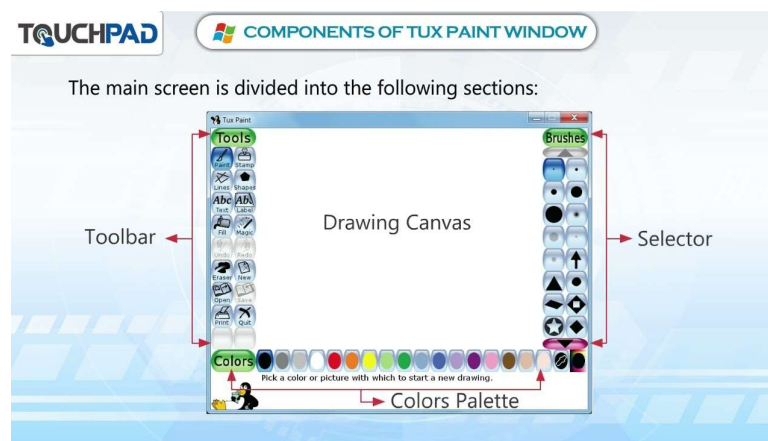 TOUCHPAD
COMPONENTS OF TUX PAINT WINDOW
The main screen is divided into the following sections:
Tux Paint
Tools
Brushes
Paint Stamp
Lines Shapes
Abc Abc
Text Label
Fill Magic
Undo Redo
Eraser New
Open Save
Print Quit
Toolbar
Drawing Canvas
Selector
Colors
Pick a color or picture with which to start a new drawing.
Colors Palette